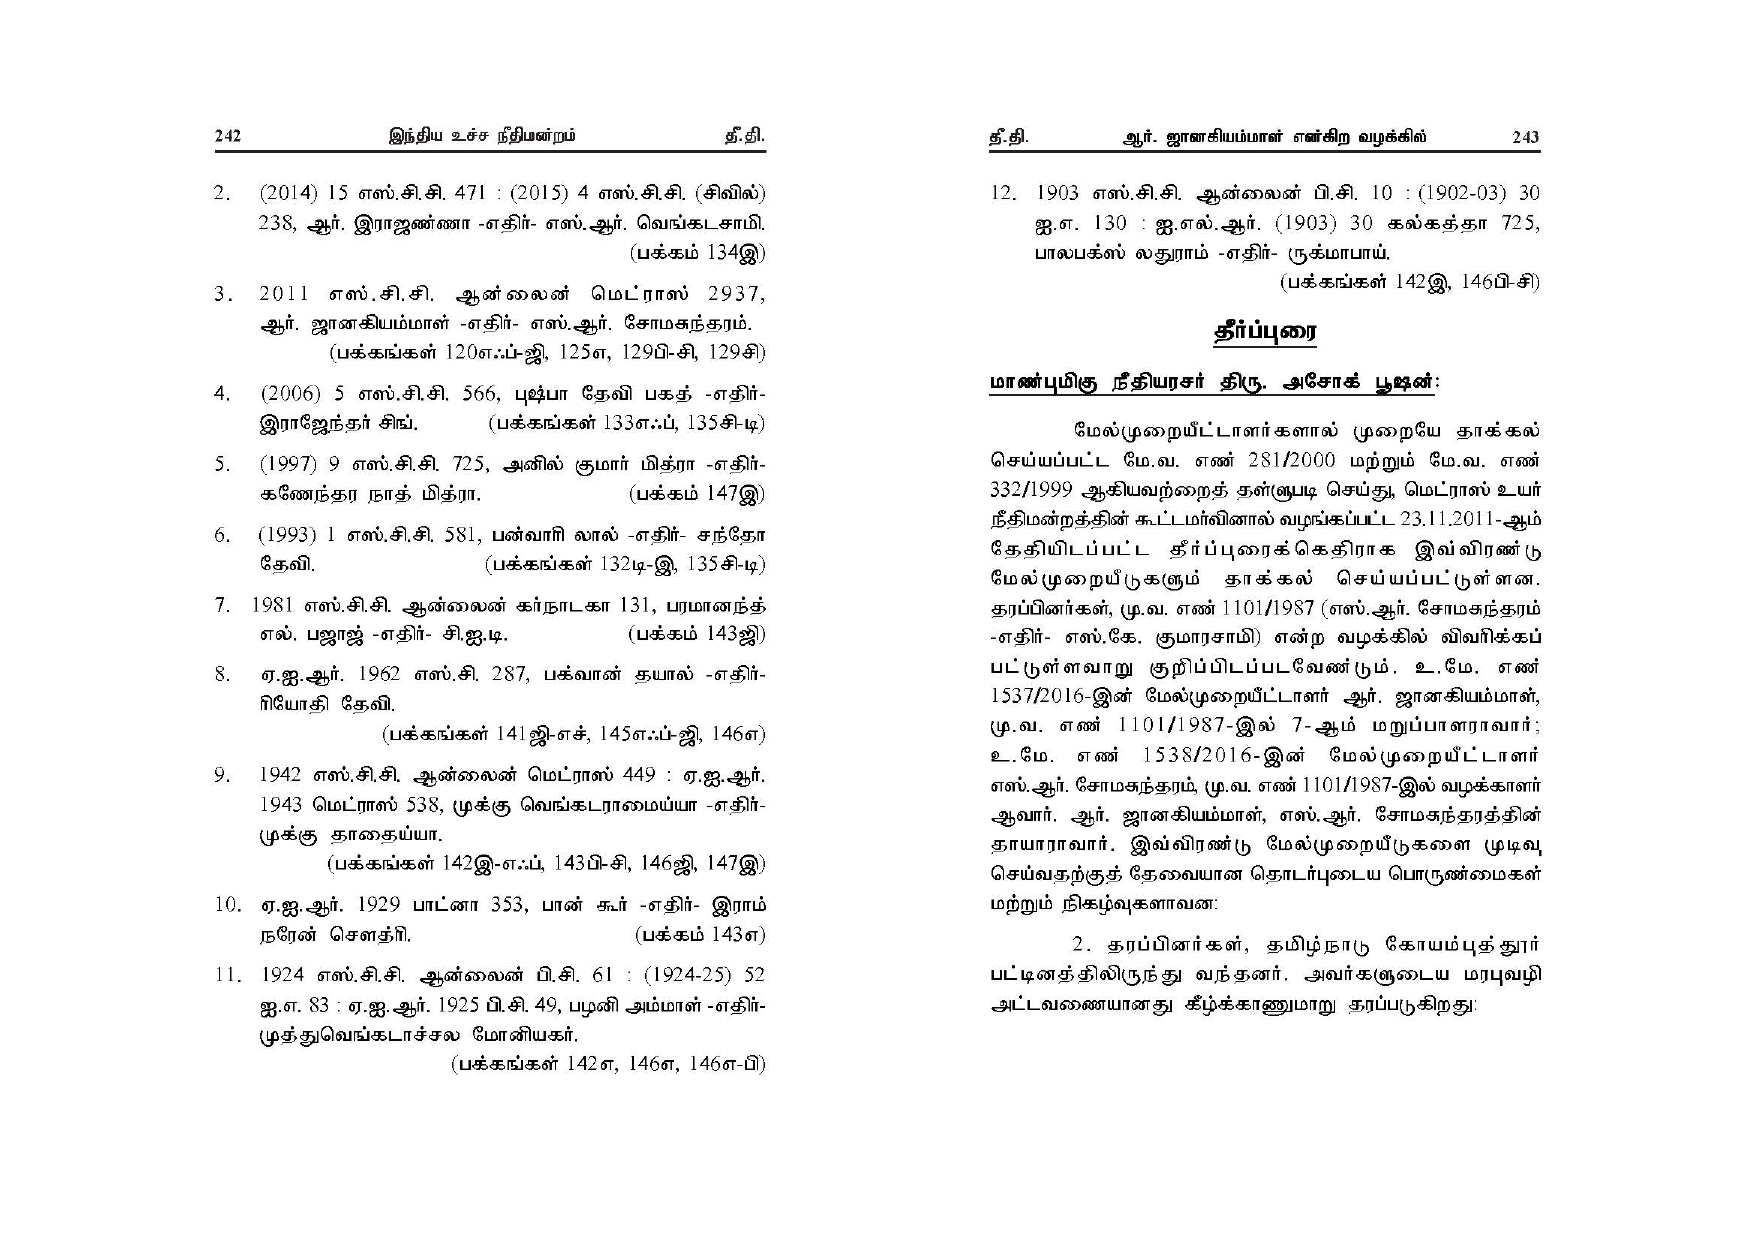 242 இந்திய உச்ச நீதிமன்றம் தீ.தி.
2. (2014) 15 எஸ்.சி.சி. 471 : (2015) 4 எஸ்.சி.சி. (சிவில்)
238, ஆர். இராஜண்ணா -எதிர்- எஸ்.ஆர். வெங்கடசாமி.
(பக்கம் 134இ)
3. 2011 எஸ்.சி.சி. ஆன்லைன் மெட்ராஸ் 2937,
ஆர். ஜானகியம்மாள் -எதிர்- எஸ்.ஆர். சோமசுந்தரம்.
(பக்கங்கள் 120எஃப்-ஜி, 125எ, 129பி-சி, 129சி)
4. (2006) 5 எஸ்.சி.சி. 566, புஷ்பா தேவி பகத் -எதிர்-
இராஜேந்தர் சிங். (பக்கங்கள் 133எஃப், 135சி-டி)
5. (1997) 9 எஸ்.சி.சி. 725, அனில் குமார் மித்ரா -எதிர்-
கணேந்தர நாத் மித்ரா. (பக்கம் 147இ)
6. (1993) 1 எஸ்.சி.சி. 581, பன்வாரி லால் -எதிர்- சந்தோ
தேவி. (பக்கங்கள் 132டி-இ, 135சி-டி)
7. 1981 எஸ்.சி.சி. ஆன்லைன் கர்நாடகா 131, பரமானந்த்
எல். பஜாஜ் -எதிர்- சி.ஐ.டி. (பக்கம் 143ஜி)
8. ஏ.ஐ.ஆர். 1962 எஸ்.சி. 287, பக்வான் தயால் -எதிர்-
ரியோதி தேவி.
(பக்கங்கள் 141ஜி-எச், 145எஃப்-ஜி, 146எ)
9. 1942 எஸ்.சி.சி. ஆன்லைன் மெட்ராஸ் 449 : ஏ.ஐ.ஆர்.
1943 மெட்ராஸ் 538, முக்கு வெங்கடராமைய்யா -எதிர்-
முக்கு தாதைய்யா.
(பக்கங்கள் 142இ-எஃப், 143பி-சி, 146ஜி, 147இ)
10. ஏ.ஐ.ஆர். 1929 பாட்னா 353, பான் கூர் -எதிர்- இராம்
நரேன் சௌத்ரி. (பக்கம் 143எ)
11. 1924 எஸ்.சி.சி. ஆன்லைன் பி.சி. 61 : (1924-25) 52
ஐ.எ. 83 : ஏ.ஐ.ஆர். 1925 பி.சி. 49, பழனி அம்மாள் -எதிர்-
முத்துவெங்கடாச்சல மோனியகர்.
(பக்கங்கள் 142எ, 146எ, 146எ-பி)
தீ.தி. ஆர். ஜானகியம்மாள் எனகிற வழக்கில் 243
12. 1903 எஸ்.சி.சி. ஆன்லைன் பி.சி. 10 : (1902-03) 30
ஐ.எ. 130 : ஐ.எல்.ஆர். (1903) 30 கல்கத்தா 725,
பாலபக்ஸ் லதுராம் -எதிர்- ருக்மாபாய்.
(பக்கங்கள் 142இ, 146பி-சி)
தீர்ப்புரை
மாண்புமிகு நீதியரசர் திரு. அசோக் பூஷன்:
மேல்முறையீட்டாளர்களால் முறையே தாக்கல்
செய்யப்பட்ட மே.வ. எண் 281/2000 மற்றும் மே.வ. எண்
332/1999 ஆகியவற்றைத் தள்ளுபடி செய்து, மெட்ராஸ் உயர்
நீதிமன்றத்தின் கூட்டமர்வினால் வழங்கப்பட்ட 23.11.2011-ஆம்
தேதியிடப்பட்ட தீர்ப்புரைக்கெதிராக இவ்விரண்டு
மேல்முறையீடுகளும் தாக்கல் செய்யப்பட்டுள்ளன.
தரப்பினர்கள், மு.வ. எண் 1101/1987 (எஸ்.ஆர். சோமசுந்தரம்
-எதிர்- எஸ்.கே. குமாரசாமி) என்ற வழக்கில் விவரிக்கப்
பட்டுள்ளவாறு குறிப்பிடப்படவேண்டும். உ.மே. எண்
1537/2016-இன் மேல்முறையீட்டாளர் ஆர். ஜானகியம்மாள்,
மு.வ. எண் 1101/1987-இல் 7-ஆம் மறுப்பாளராவார்;
உ.மே. எண் 1538/2016-இன் மேல்முறையீட்டாளர்
எஸ்.ஆர். சோமசுந்தரம், மு.வ. எண் 1101/1987-இல் வழக்காளர்
ஆவார். ஆர். ஜானகியம்மாள், எஸ்.ஆர். சோமசுந்தரத்தின்
தாயாராவார். இவ்விரண்டு மேல்முறையீடுகளை முடிவு
செய்வதற்குத் தேவையான தொடர்புடைய பொருண்மைகள்
மற்றும் நிகழ்வுகளாவன:
2. தரப்பினர்கள், தமிழ்நாடு கோயம்புத்தூர்
பட்டினத்திலிருந்து வந்தனர். அவர்களுடைய மரபுவழி
அட்டவணையானது கீழ்க்காணுமாறு தரப்படுகிறது: